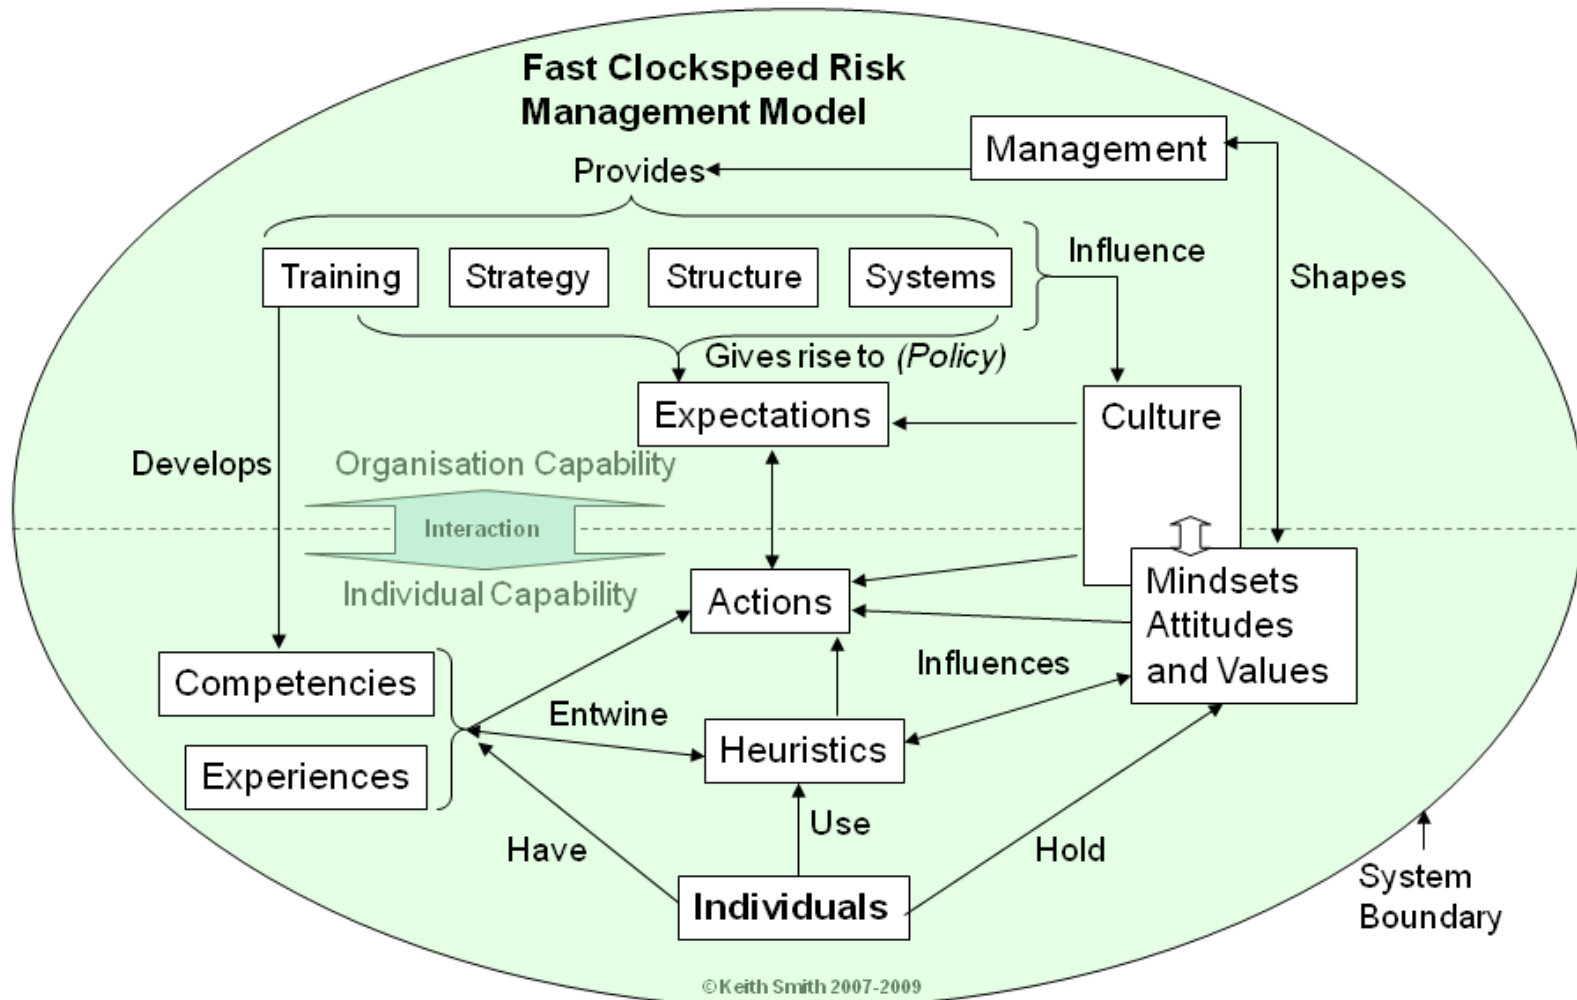 Fast Clockspeed Risk
Management Model
Management
Provides
Influence
Shapes
Training
Strategy
Structure
Systems
Gives rise to (Policy)
Expectations
Culture
Develops
Organisation Capability
Interaction
Individual Capability
Actions
Mindsets
Attitudes
and Values
Influences
Competencies
Entwine
Heuristics
Experiences
Use
Have
Hold
Individuals
System
Boundary
©Keith Smith 2007-2009